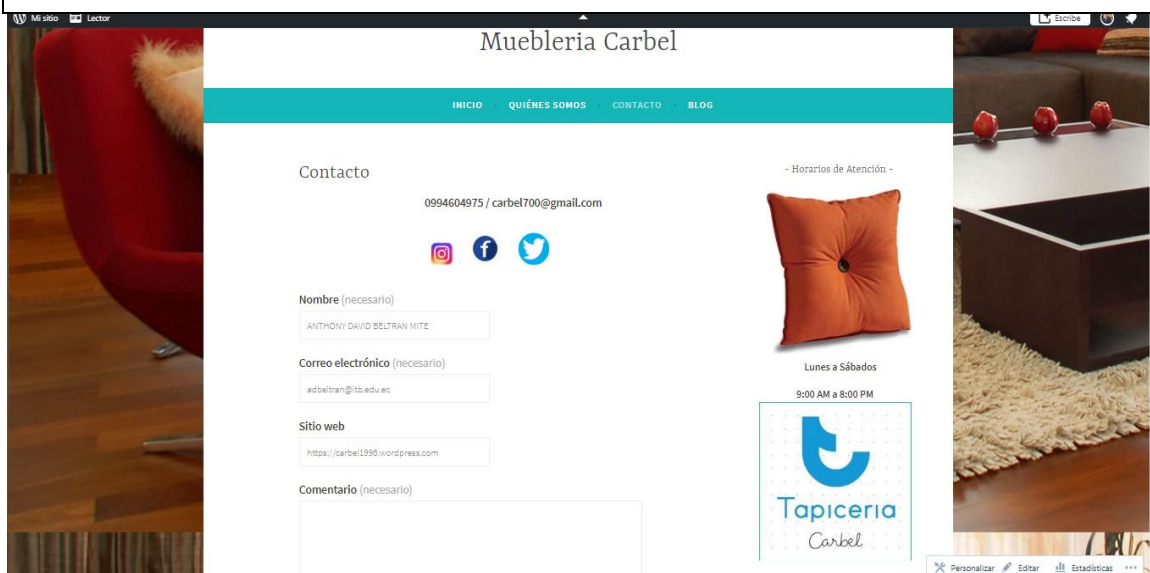 Mi sitio Lector Escribe
Muebleria Carbel
INICIO QUIÉNES SOMOS CONTACTO BLOG
Contacto
0994604975 / carbel700@gmail.com
Nombre (necesario)
ANTHONY DAVID BELTRAN MITE
Correo electrónico (necesario)
adbeltran@itb.edu.ec
Sitio web
https://carbel1996.wordpress.com
Comentario (necesario)
- Horarios de Atención -
Lunes a Sábados
9:00 AM a 8:00 PM
Tapiceria
Carbel
Personalizar Editar Estadísticas